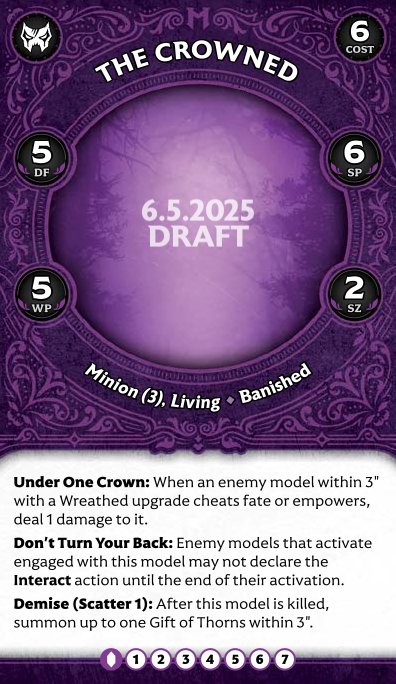 THE CROWNED
6
COST
5
DF
6
SP
6.5.2025
DRAFT
5
WP
2
SZ
Minion (3), Living ◆ Banished
Under One Crown: When an enemy model within 3"
with a Wreathed upgrade cheats fate or empowers,
deal 1 damage to it.
Don't Turn Your Back: Enemy models that activate
engaged with this model may not declare the
Interact action until the end of their activation.
Demise (Scatter 1): After this model is killed,
summon up to one Gift of Thorns within 3".
1 2 3 4 5 6 7